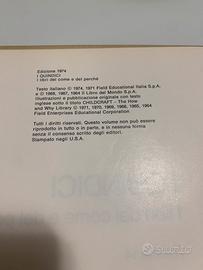 Edizione 1974
I QUINDICI
I libri del come e del perché
Testo italiano © 1974, 1971 Field Educational Italia S.p.A.
e © 1968, 1967, 1964 Il Libro del Mondo S.p.A.
Illustrazioni e pubblicazione originale con testo
inglese sotto il titolo CHILDCRAFT - The How
and Why Library © 1971, 1970, 1969, 1968, 1965, 1964
Field Enterprises Educational Corporation
Tutti i diritti riservati. Questo volume non può essere
riprodotto in tutto o in parte, e in nessuna forma
senza il consenso scritto degli editori.
Stampato negli U.S.A.
subito.it